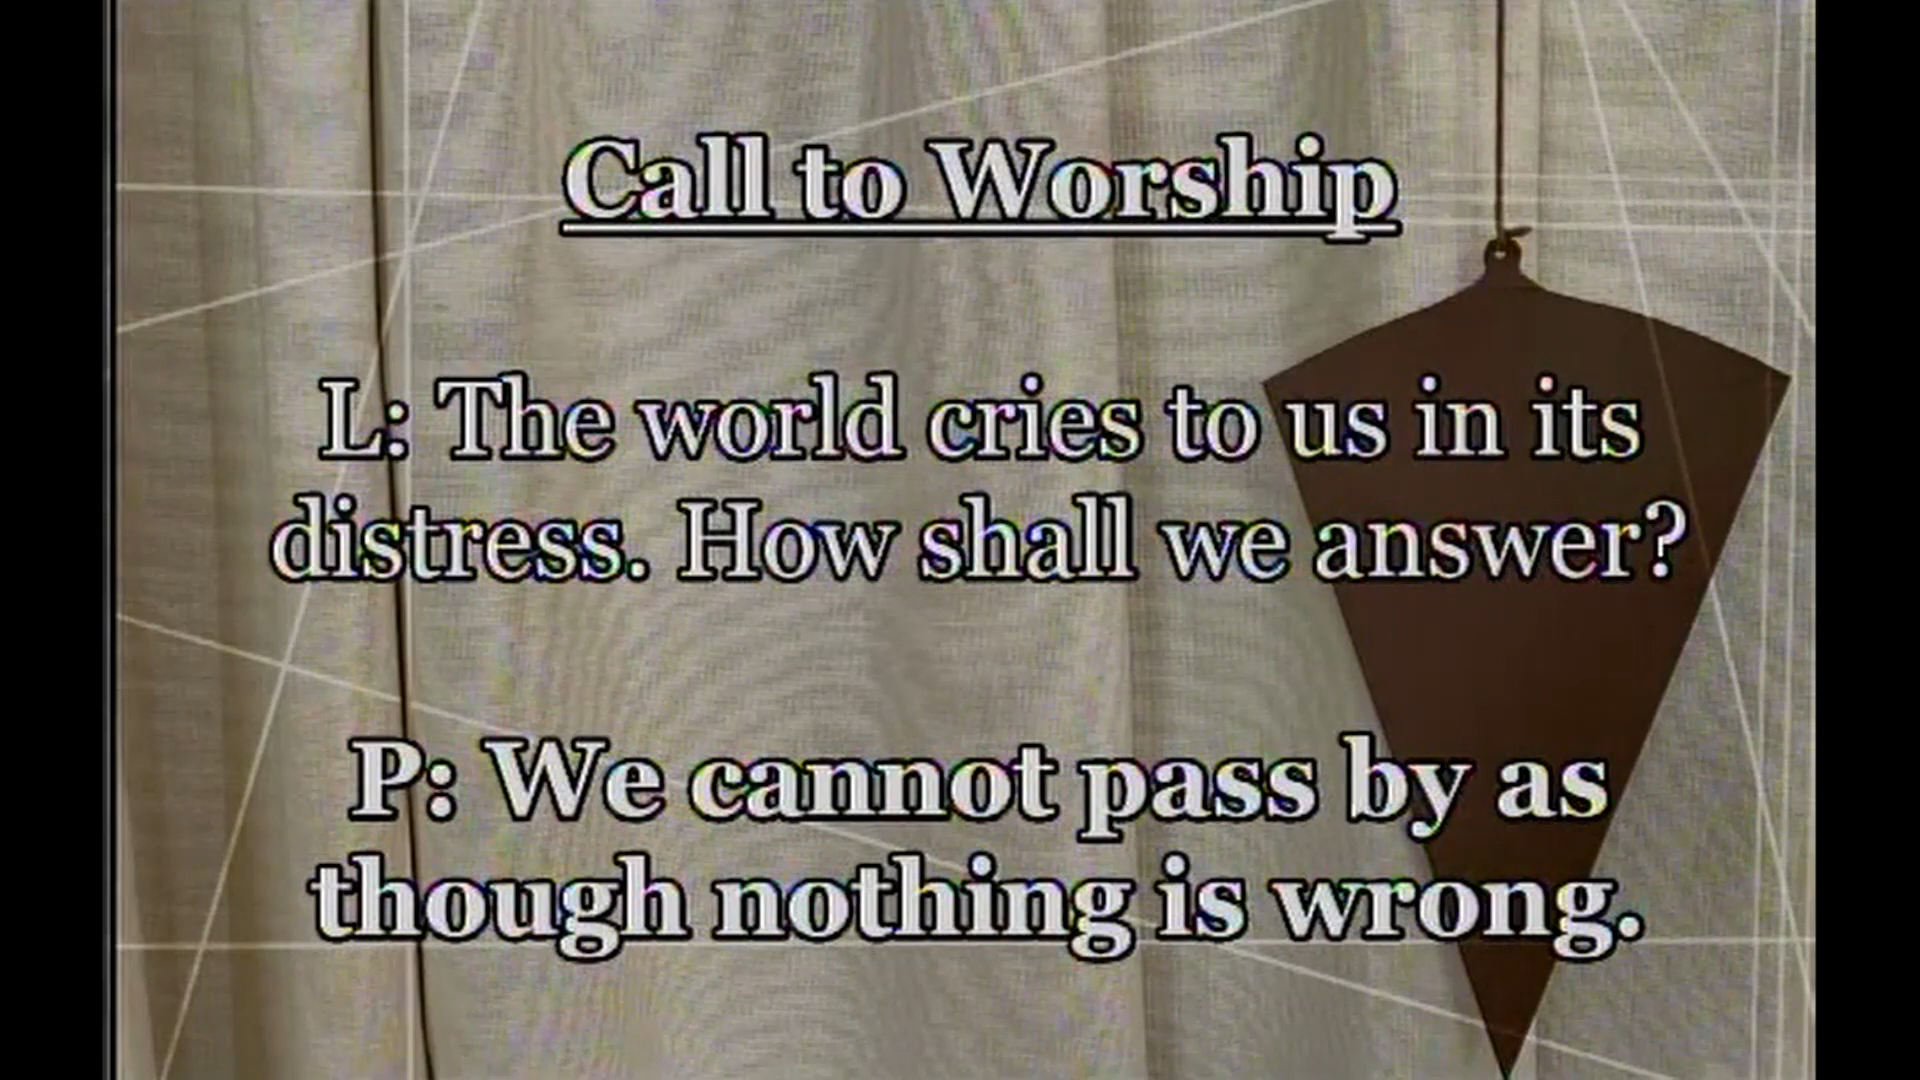 Call to Worship
L: The world cries to us in its
distress. How shall we answer?
P: We cannot pass by as
though nothing is wrong.